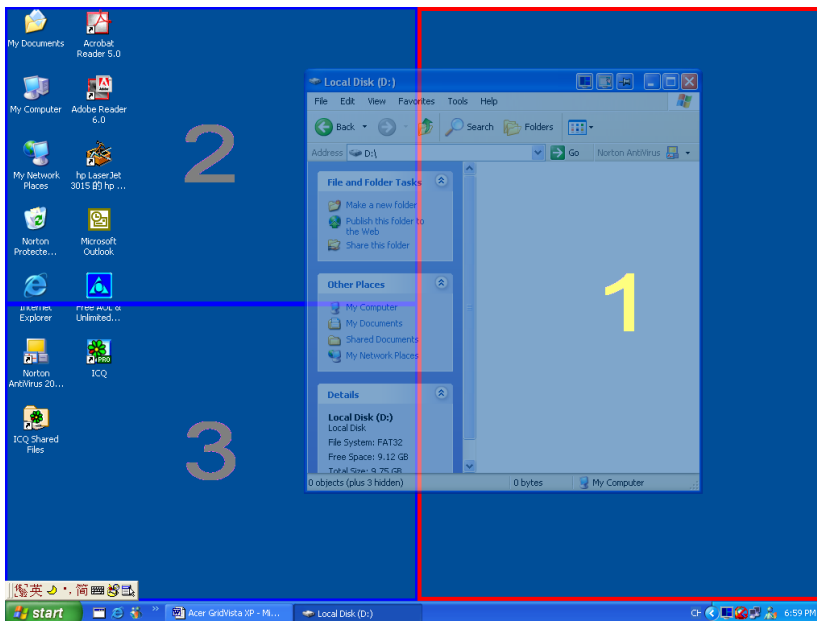 My Documents
Acrobat
Reader 5.0
My Computer
Adobe Reader
6.0
My Network
Places
hp LaserJet
3015 的 hp ...
Norton
Protecte...
Microsoft
Outlook
Internet
Explorer
Free AOL &
Unlimited...
Norton
AntiVirus 20...
ICQ
ICQ Shared
Files
2
3
1
Local Disk (D:)
File Edit View Favorites Tools Help
Back Search Folders
Address D:\ Go Norton AntiVirus
File and Folder Tasks
Make a new folder
Publish this folder to
the Web
Share this folder
Other Places
My Computer
My Documents
Shared Documents
My Network Places
Details
Local Disk (D:)
Local Disk
File System: FAT32
Free Space: 9.12 GB
Total Size: 9.75 GB
0 objects (plus 3 hidden) 0 bytes My Computer
英 简
start Acer GridVista XP - Mi... Local Disk (D:) CH 6:59 PM